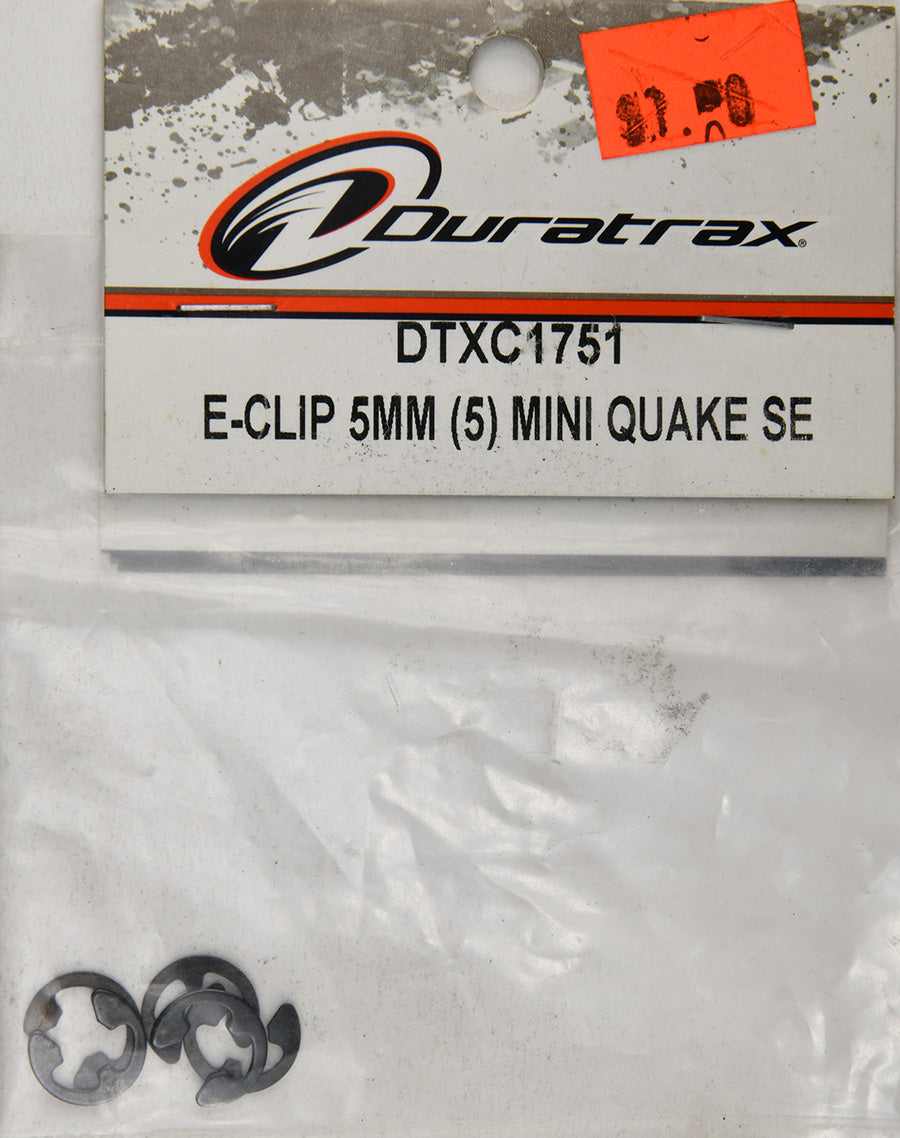 Duratrax®
DTXC1751
E-CLIP 5MM (5) MINI QUAKE SE